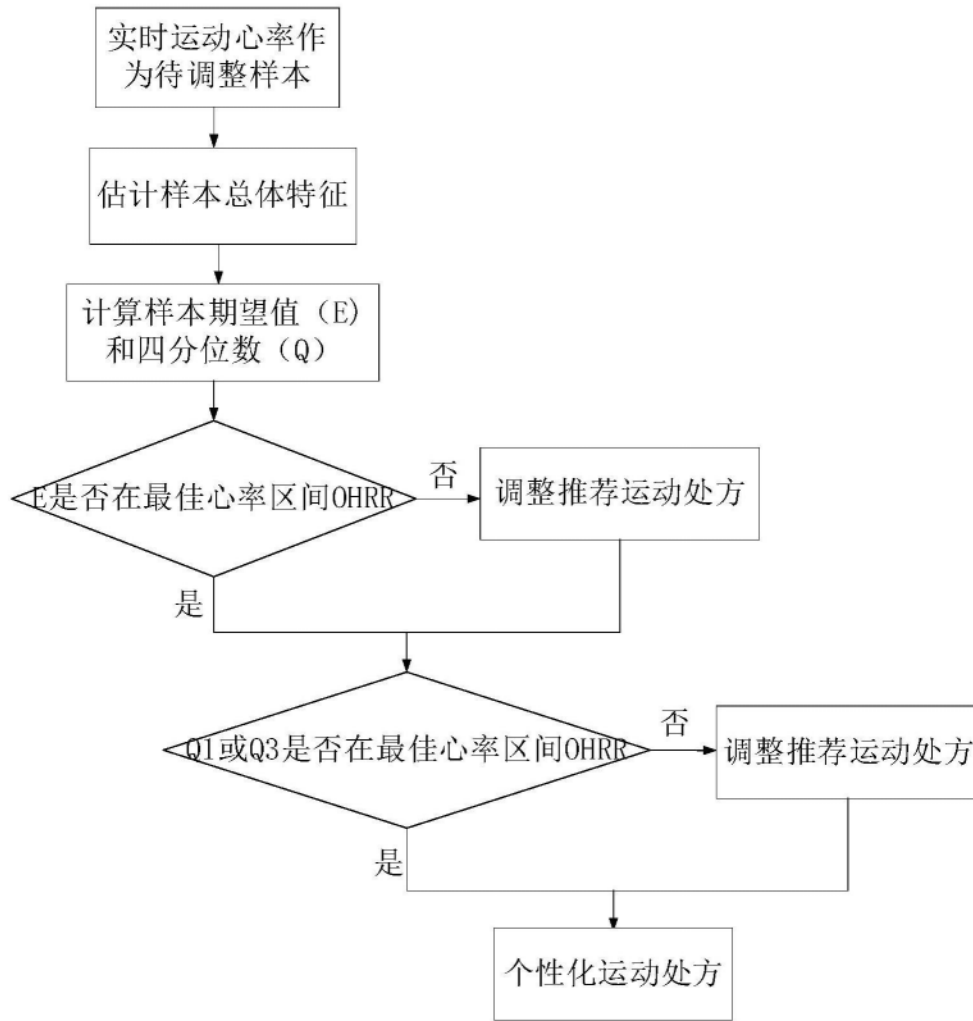 实时运动心率作
为待调整样本
估计样本总体特征
计算样本期望值（E)
和四分位数（Q）
E是否在最佳心率区间OHRR
否
调整推荐运动处方
是
Q1或Q3是否在最佳心率区间OHRR
否
调整推荐运动处方
是
个性化运动处方